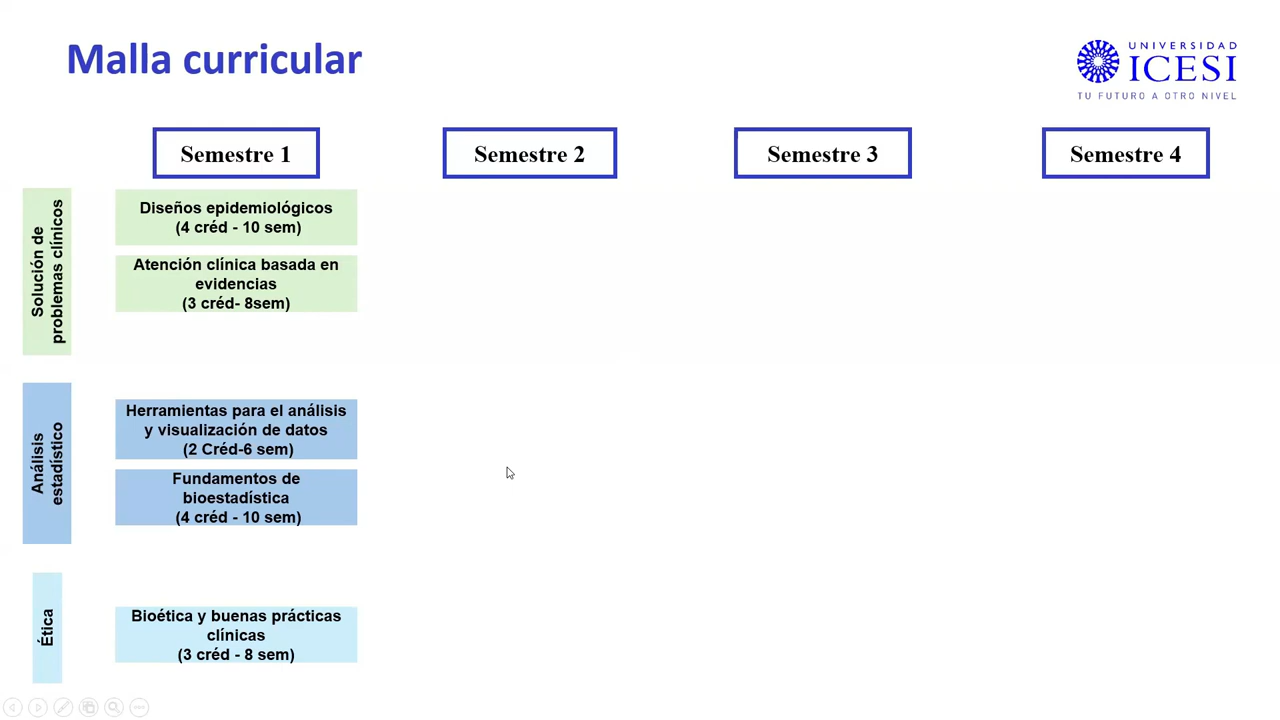 Malla curricular
UNIVERSIDAD
ICESI
TU FUTURO A OTRO NIVEL
Semestre 1
Semestre 2
Semestre 3
Semestre 4
Solución de
problemas clínicos
Diseños epidemiológicos
(4 créd - 10 sem)
Atención clínica basada en
evidencias
(3 créd- 8sem)
Análisis
estadístico
Herramientas para el análisis
y visualización de datos
(2 Créd-6 sem)
Fundamentos de
bioestadística
(4 créd - 10 sem)
Ética
Bioética y buenas prácticas
clínicas
(3 créd - 8 sem)